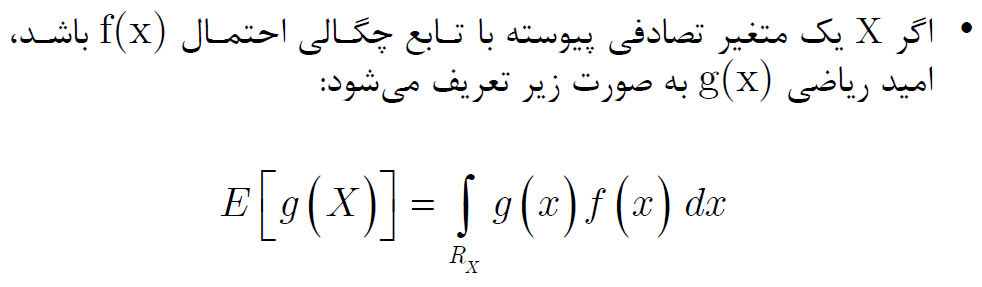 • اگر X یک متغیر تصادفی پیوسته با تابع چگالی احتمال f(x) باشد،
امید ریاضی g(x) به صورت زیر تعریف می‌شود:
E[g(X)] = ∫_{R_X} g(x) f(x) dx